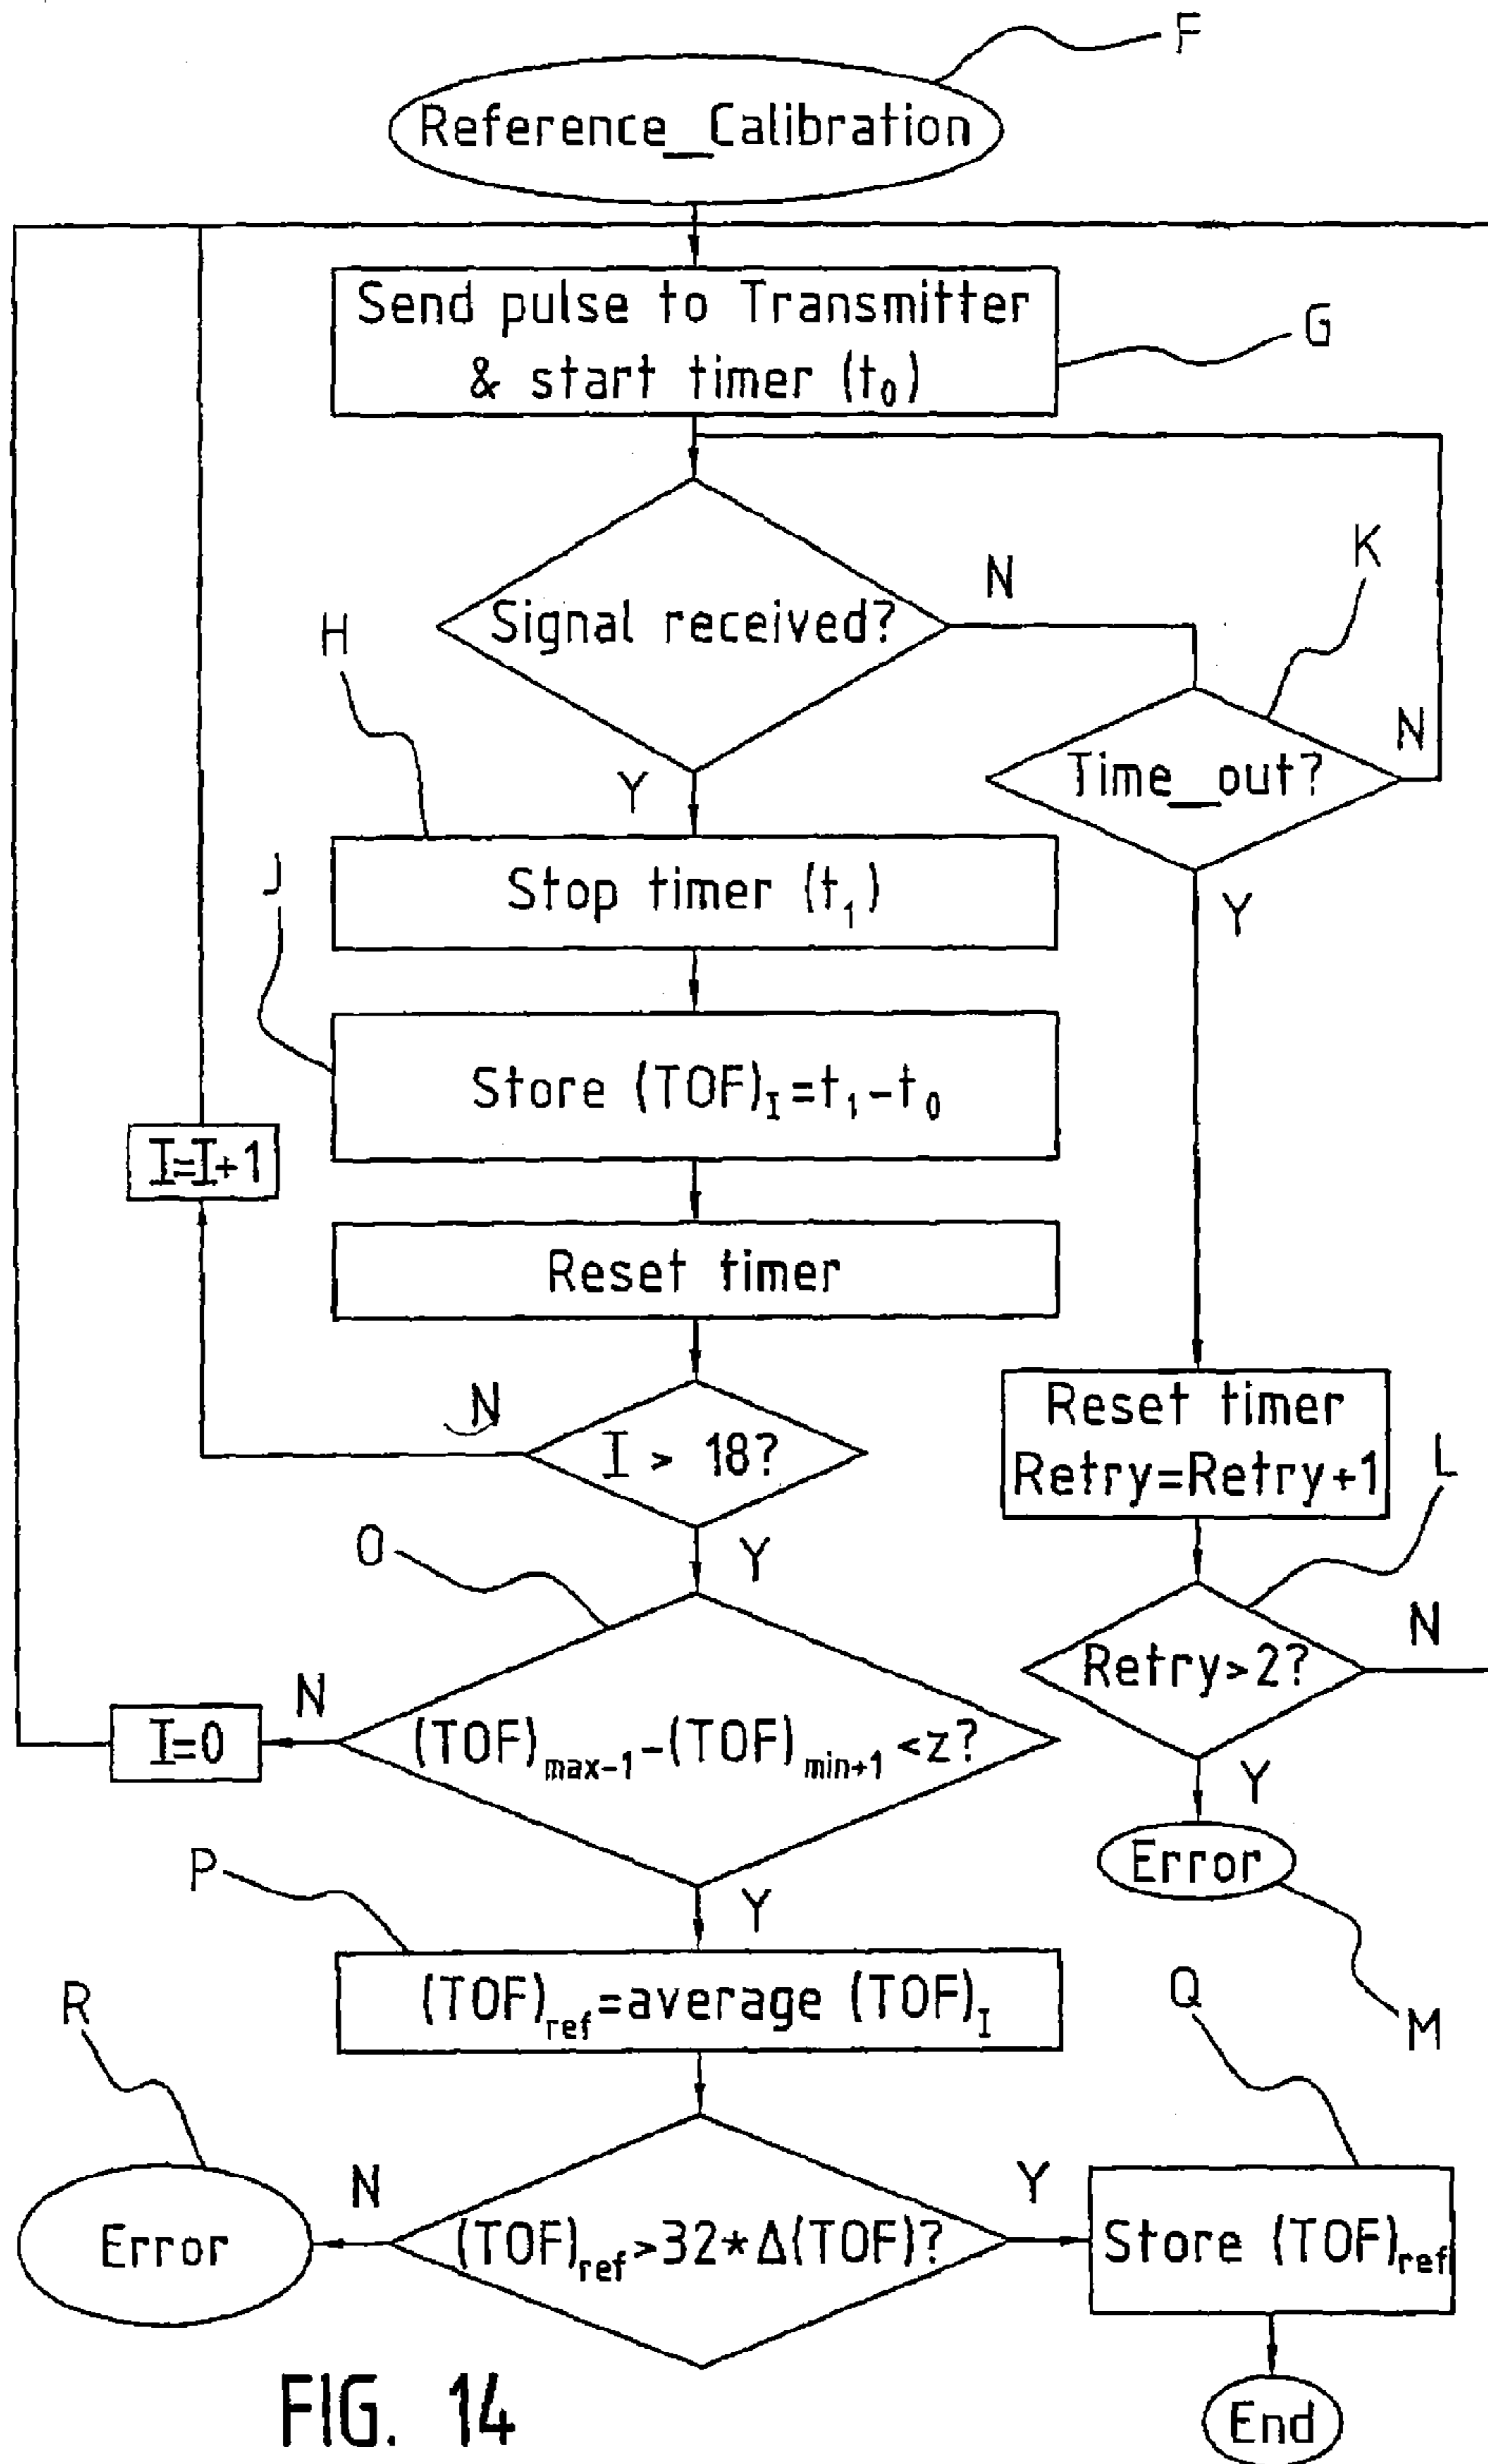 F
Reference_Calibration
Send pulse to Transmitter
& start timer (t₀)
G
K
N
Signal received?
H
N
Time_out?
Y
Stop timer (t₁)
J
Y
Store (TOF)I=t₁-t₀
I=I+1
Reset timer
N
I > 18?
Reset timer
Retry=Retry+1
L
O
Y
N
Retry>2?
N
I=0
(TOF)max-1-(TOF)min+1 <z?
Y
Error
P
Y
(TOF)ref=average (TOF)I
M
R
Q
N
Y
Error
(TOF)ref>32*Δ(TOF)?
Store (TOF)ref
End
FIG. 14